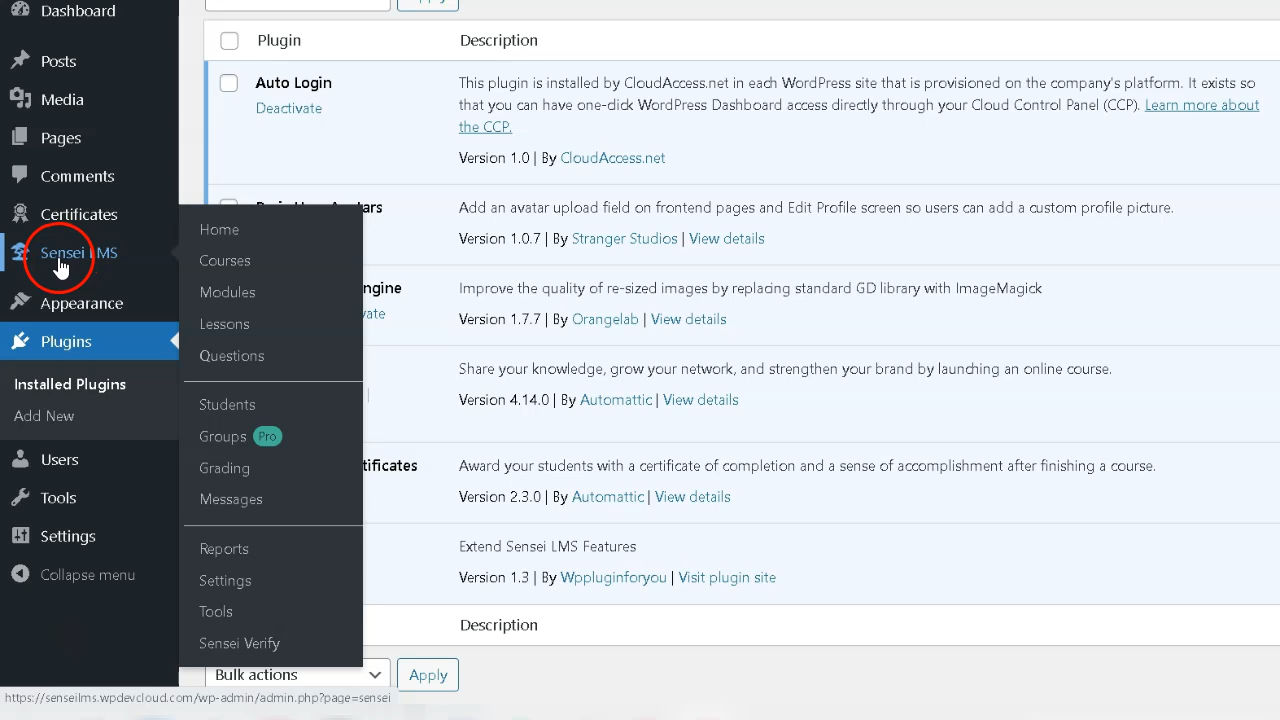 Dashboard
Posts
Media
Pages
Comments
Certificates
Sensei LMS
Appearance
Plugins
Installed Plugins
Add New
Users
Tools
Settings
Collapse menu
Home
Courses
Modules
Lessons
Questions
Students
Groups Pro
Grading
Messages
Reports
Settings
Tools
Sensei Verify
Apply
Plugin Description
Auto Login
Deactivate
This plugin is installed by CloudAccess.net in each WordPress site that is provisioned on the company's platform. It exists so
that you can have one-click WordPress Dashboard access directly through your Cloud Control Panel (CCP). Learn more about
the CCP.
Version 1.0 | By CloudAccess.net
Add an avatar upload field on frontend pages and Edit Profile screen so users can add a custom profile picture.
Version 1.0.7 | By Stranger Studios | View details
Improve the quality of re-sized images by replacing standard GD library with ImageMagick
Version 1.7.7 | By Orangelab | View details
Share your knowledge, grow your network, and strengthen your brand by launching an online course.
Version 4.14.0 | By Automattic | View details
Award your students with a certificate of completion and a sense of accomplishment after finishing a course.
Version 2.3.0 | By Automattic | View details
Extend Sensei LMS Features
Version 1.3 | By Wppluginforyou | Visit plugin site
Description
Bulk actions
Apply
https://senseilms.wpdevcloud.com/wp-admin/admin.php?page=sensei